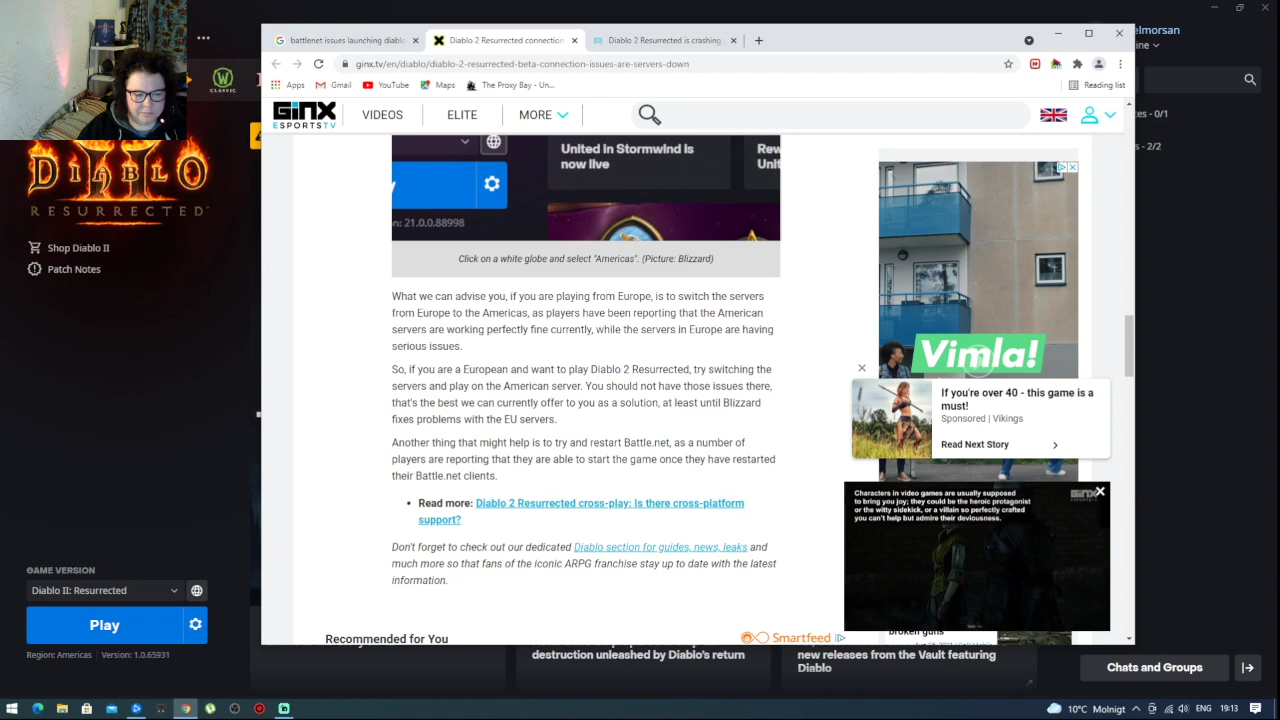 battlenet issues launching diablo
Diablo 2 Resurrected connection
Diablo 2 Resurrected is crashing
elmorsan
ginx.tv/en/diablo/diablo-2-resurrected-beta-connection-issues-are-servers-down
CLASSIC
Apps
Gmail
YouTube
Maps
The Proxy Bay - Un...
Reading list
GINX
ESPORTS TV
VIDEOS
ELITE
MORE
DIABLO
II
RESURRECTED
Shop Diablo II
Patch Notes
United in Stormwind is
now live
n: 21.0.0.88998
Click on a white globe and select "Americas". (Picture: Blizzard)
What we can advise you, if you are playing from Europe, is to switch the servers
from Europe to the Americas, as players have been reporting that the American
servers are working perfectly fine currently, while the servers in Europe are having
serious issues.
So, if you are a European and want to play Diablo 2 Resurrected, try switching the
servers and play on the American server. You should not have those issues there,
that's the best we can currently offer to you as a solution, at least until Blizzard
fixes problems with the EU servers.
Another thing that might help is to try and restart Battle.net, as a number of
players are reporting that they are able to start the game once they have restarted
their Battle.net clients.
Read more: Diablo 2 Resurrected cross-play: Is there cross-platform
support?
Don't forget to check out our dedicated Diablo section for guides, news, leaks and
much more so that fans of the iconic ARPG franchise stay up to date with the latest
information.
Recommended for You
Smartfeed
Vimla!
If you're over 40 - this game is a
must!
Sponsored | Vikings
Read Next Story
Characters in video games are usually supposed
to bring you joy; they could be the heroic protagonist
or the witty sidekick, or a villain so perfectly crafted
you can't help but admire their deviousness.
GINX
broken guns
GAME VERSION
Diablo II: Resurrected
Play
Region: Americas
Version: 1.0.65931
destruction unleashed by Diablo's return
new releases from the Vault featuring
Diablo
Chats and Groups
10°C Molnigt
ENG
19:13